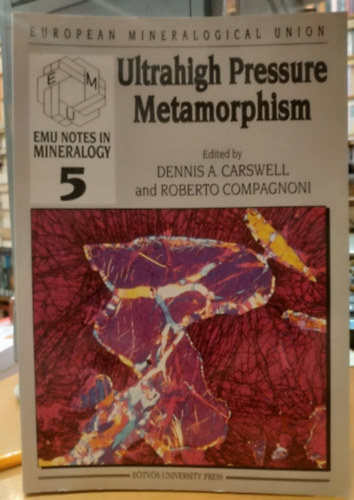 EUROPEAN MINERALOGICAL UNION
E M U
EMU NOTES IN
MINERALOGY
5
Ultrahigh Pressure
Metamorphism
Edited by
DENNIS A. CARSWELL
and ROBERTO COMPAGNONI
EÖTVÖS UNIVERSITY PRESS